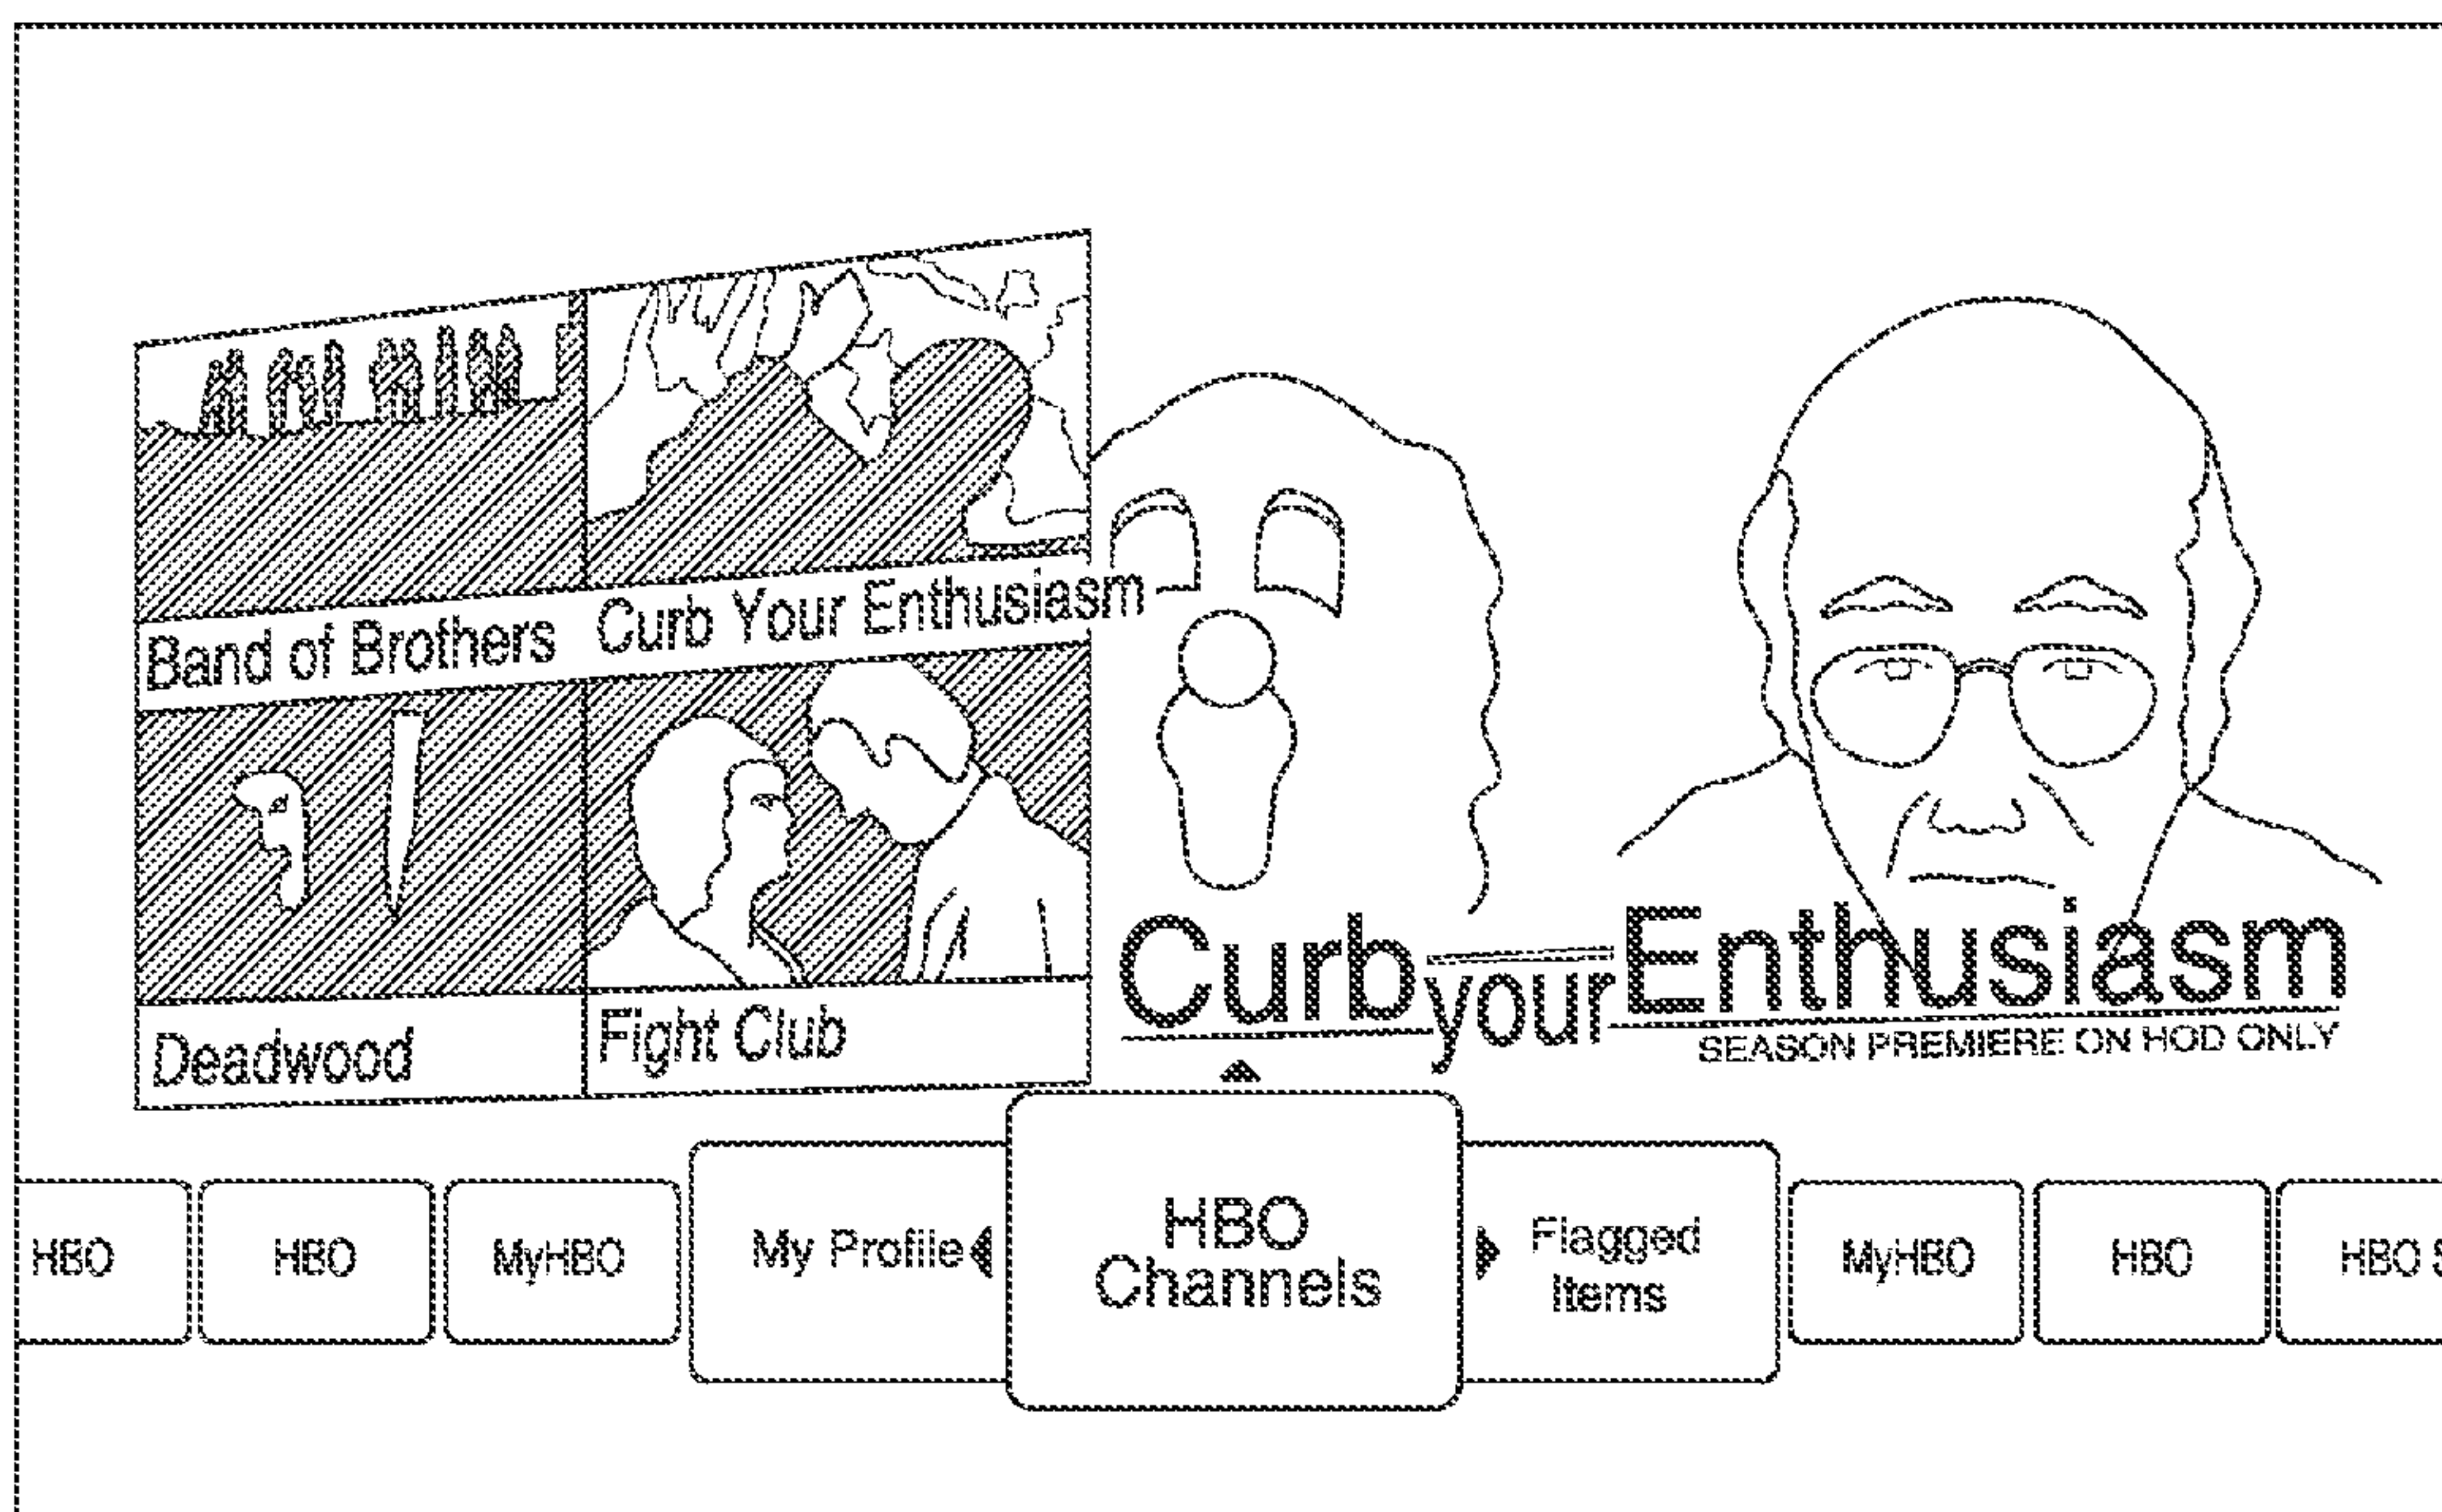 Band of Brothers
Curb Your Enthusiasm
Deadwood
Fight Club
Curb your Enthusiasm
SEASON PREMIERE ON HOD ONLY
HBO
HBO
MyHBO
My Profile
HBO
Channels
Flagged
Items
MyHBO
HBO
HBO S